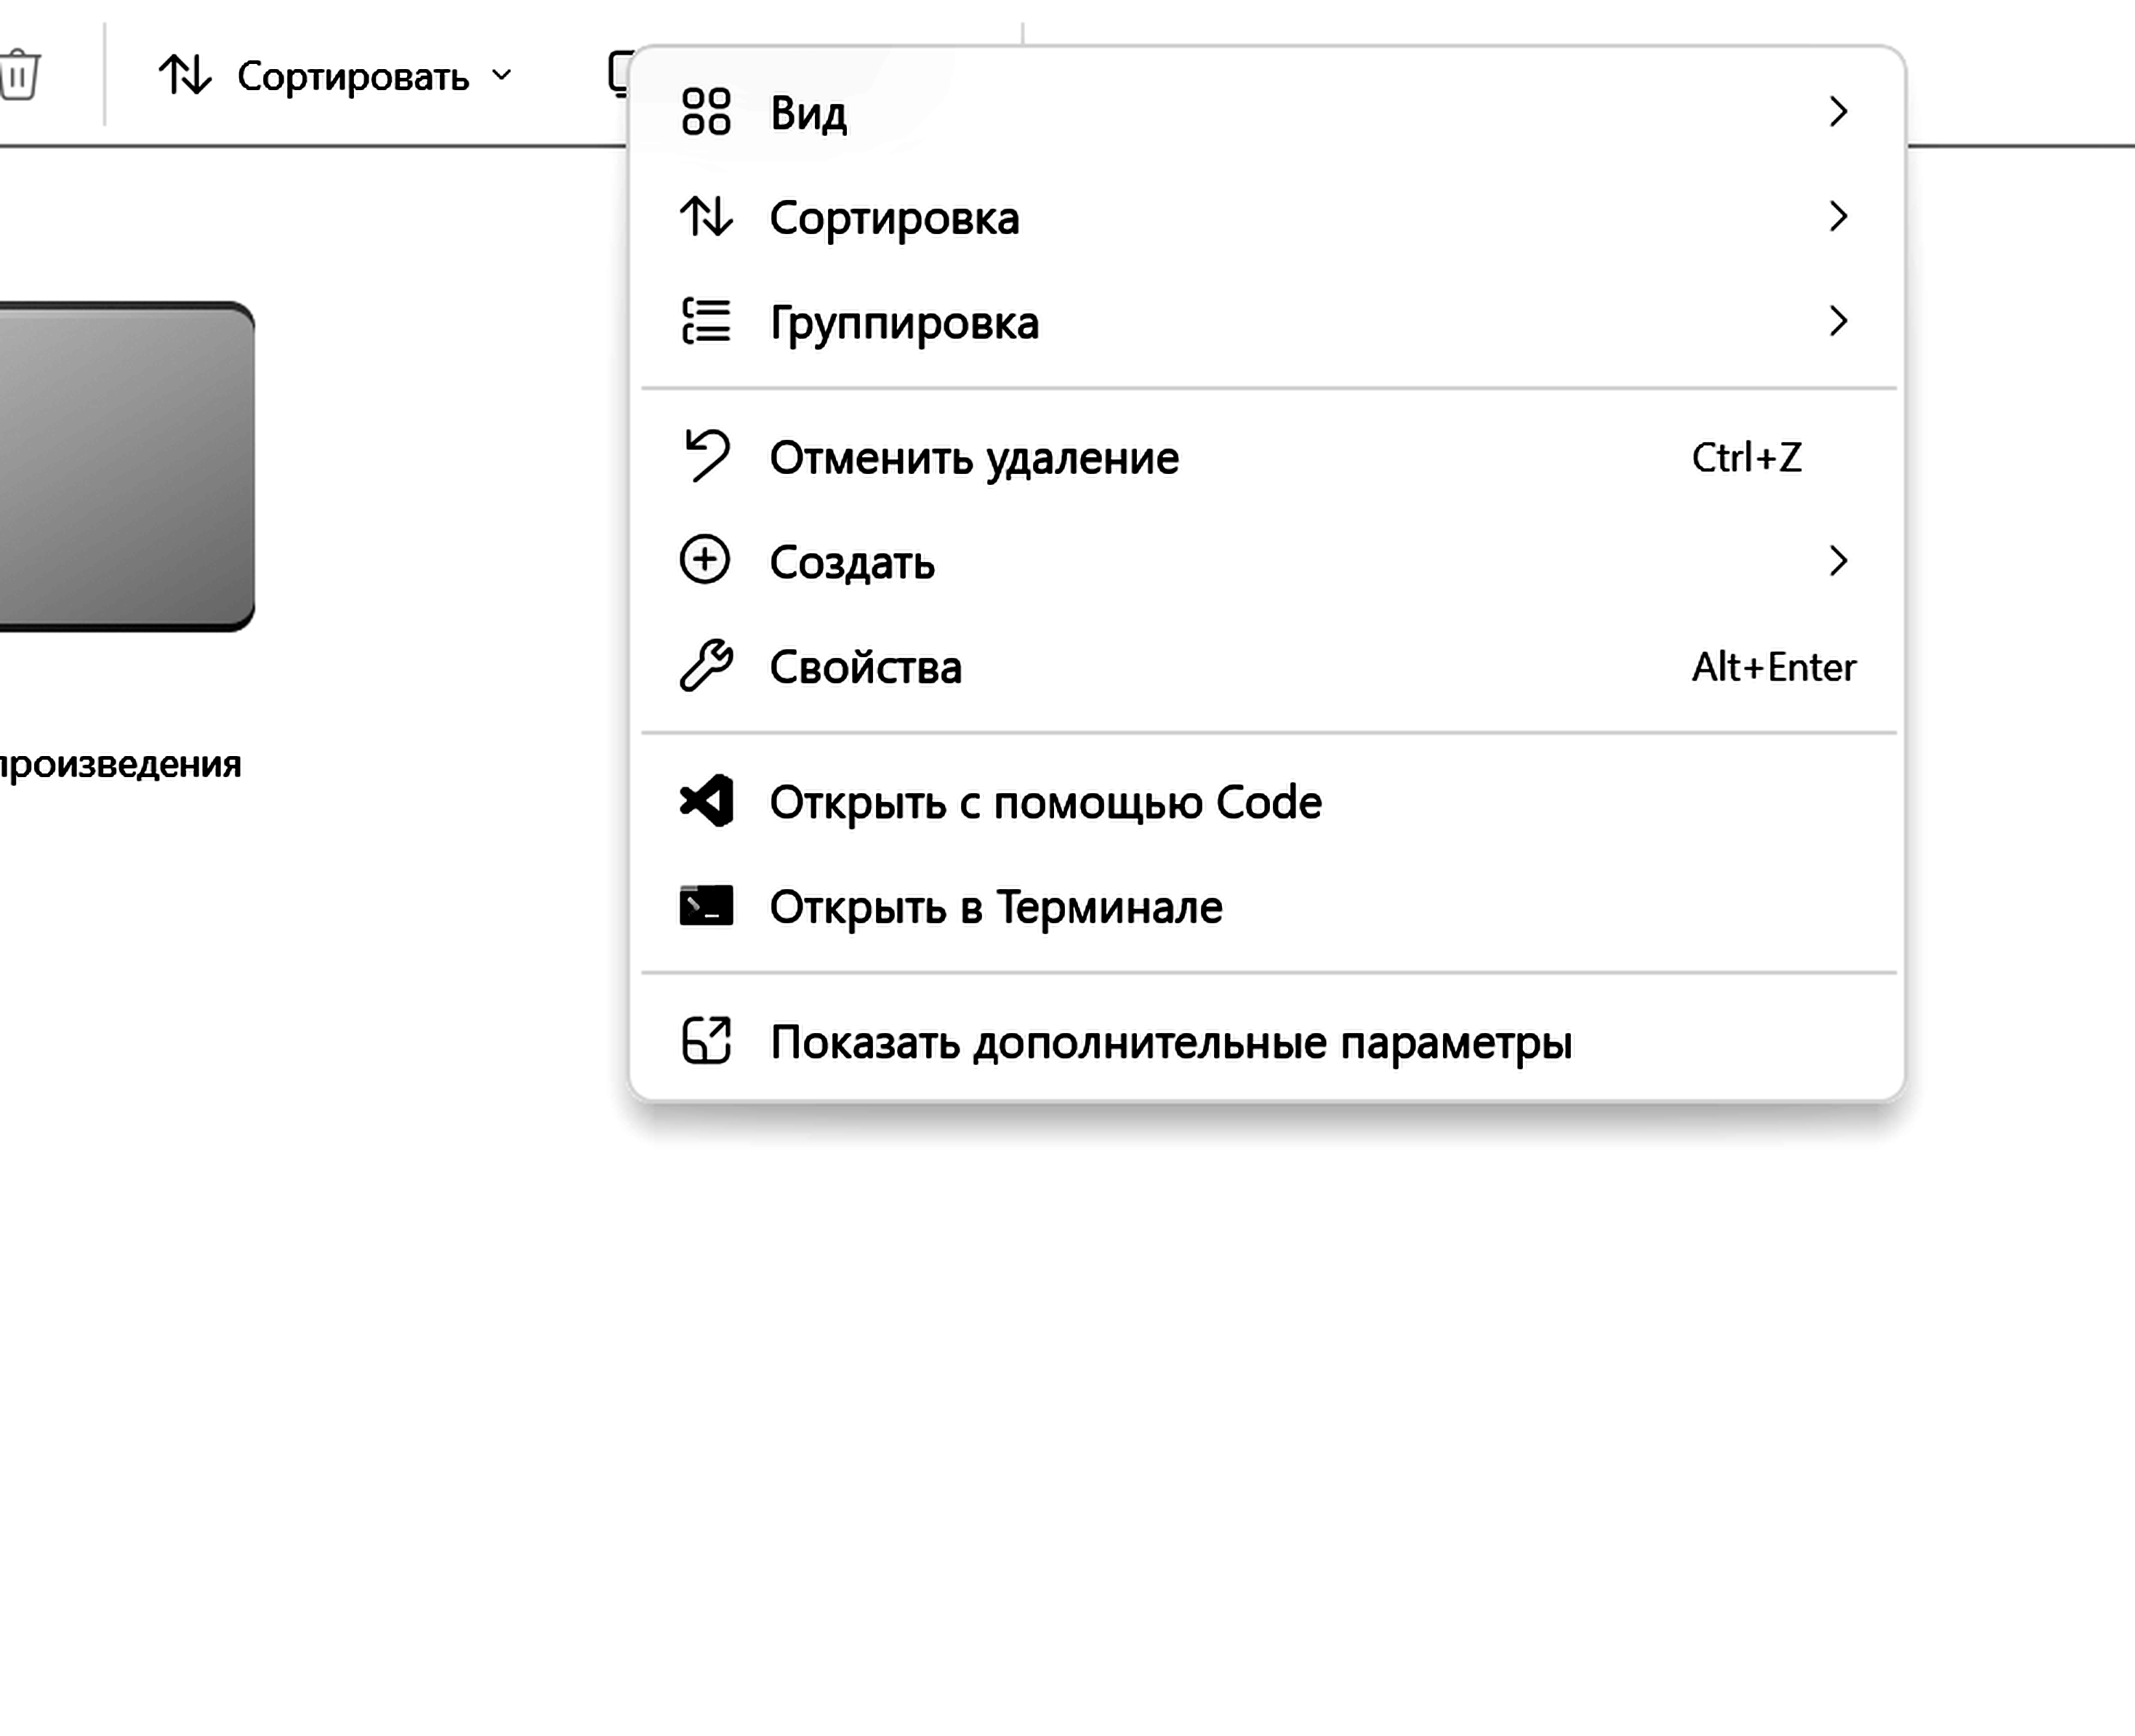 Сортировать
Вид
Сортировка
Группировка
Отменить удаление Ctrl+Z
Создать
Свойства Alt+Enter
произведения
Открыть с помощью Code
Открыть в Терминале
Показать дополнительные параметры